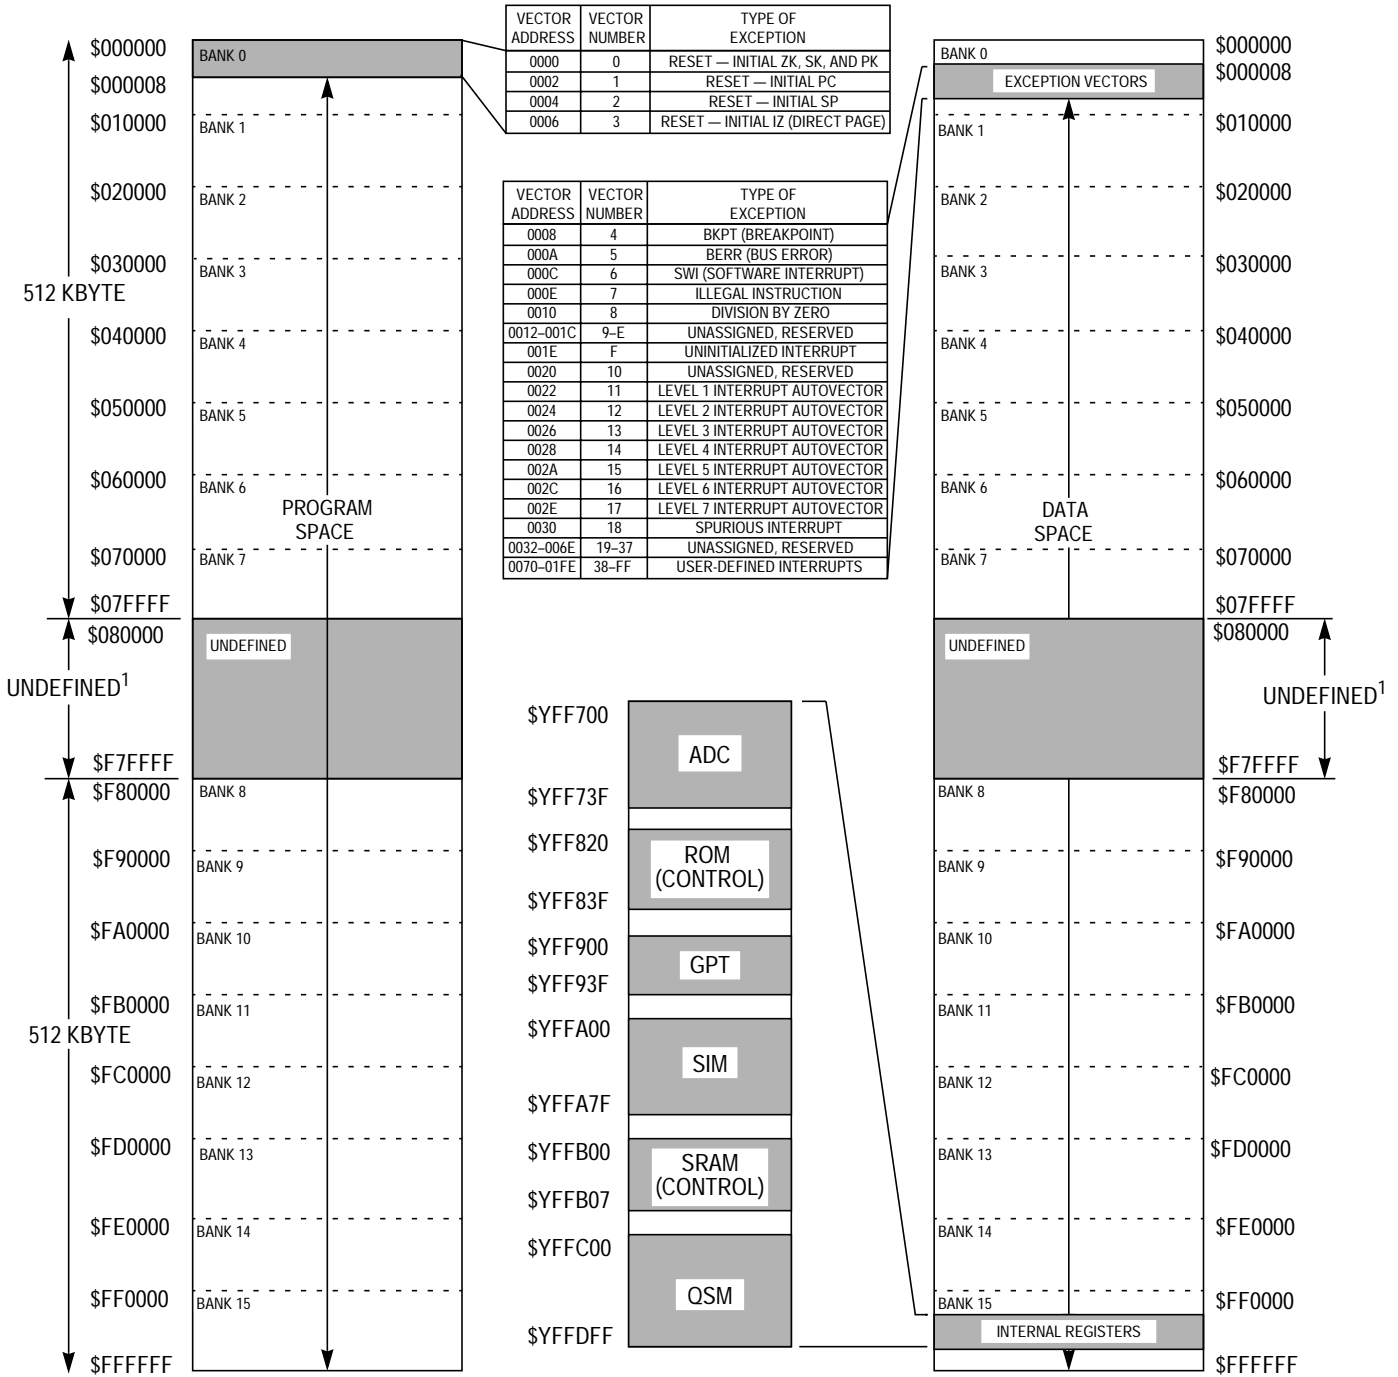 $000000
$000008
$010000
$020000
$030000
512 KBYTE
$040000
$050000
$060000
$070000
$07FFFF
$080000
UNDEFINED1
$F7FFFF
$F80000
$F90000
$FA0000
$FB0000
512 KBYTE
$FC0000
$FD0000
$FE0000
$FF0000
$FFFFFF
BANK 0
BANK 1
BANK 2
BANK 3
BANK 4
BANK 5
BANK 6
PROGRAM
SPACE
BANK 7
UNDEFINED
BANK 8
BANK 9
BANK 10
BANK 11
BANK 12
BANK 13
BANK 14
BANK 15
VECTOR ADDRESS VECTOR NUMBER TYPE OF EXCEPTION
0000 0 RESET — INITIAL ZK, SK, AND PK
0002 1 RESET — INITIAL PC
0004 2 RESET — INITIAL SP
0006 3 RESET — INITIAL IZ (DIRECT PAGE)
VECTOR ADDRESS VECTOR NUMBER TYPE OF EXCEPTION
0008 4 BKPT (BREAKPOINT)
000A 5 BERR (BUS ERROR)
000C 6 SWI (SOFTWARE INTERRUPT)
000E 7 ILLEGAL INSTRUCTION
0010 8 DIVISION BY ZERO
0012–001C 9–E UNASSIGNED, RESERVED
001E F UNINITIALIZED INTERRUPT
0020 10 UNASSIGNED, RESERVED
0022 11 LEVEL 1 INTERRUPT AUTOVECTOR
0024 12 LEVEL 2 INTERRUPT AUTOVECTOR
0026 13 LEVEL 3 INTERRUPT AUTOVECTOR
0028 14 LEVEL 4 INTERRUPT AUTOVECTOR
002A 15 LEVEL 5 INTERRUPT AUTOVECTOR
002C 16 LEVEL 6 INTERRUPT AUTOVECTOR
002E 17 LEVEL 7 INTERRUPT AUTOVECTOR
0030 18 SPURIOUS INTERRUPT
0032–006E 19–37 UNASSIGNED, RESERVED
0070–01FE 38–FF USER-DEFINED INTERRUPTS
$YFF700
ADC
$YFF73F
$YFF820
ROM
(CONTROL)
$YFF83F
$YFF900
GPT
$YFF93F
$YFFA00
SIM
$YFFA7F
$YFFB00
SRAM
(CONTROL)
$YFFB07
$YFFC00
QSM
$YFFDFF
BANK 0
EXCEPTION VECTORS
BANK 1
BANK 2
BANK 3
BANK 4
BANK 5
BANK 6
DATA
SPACE
BANK 7
UNDEFINED
BANK 8
BANK 9
BANK 10
BANK 11
BANK 12
BANK 13
BANK 14
BANK 15
INTERNAL REGISTERS
$000000
$000008
$010000
$020000
$030000
$040000
$050000
$060000
$070000
$07FFFF
$080000
UNDEFINED1
$F7FFFF
$F80000
$F90000
$FA0000
$FB0000
$FC0000
$FD0000
$FE0000
$FF0000
$FFFFFF